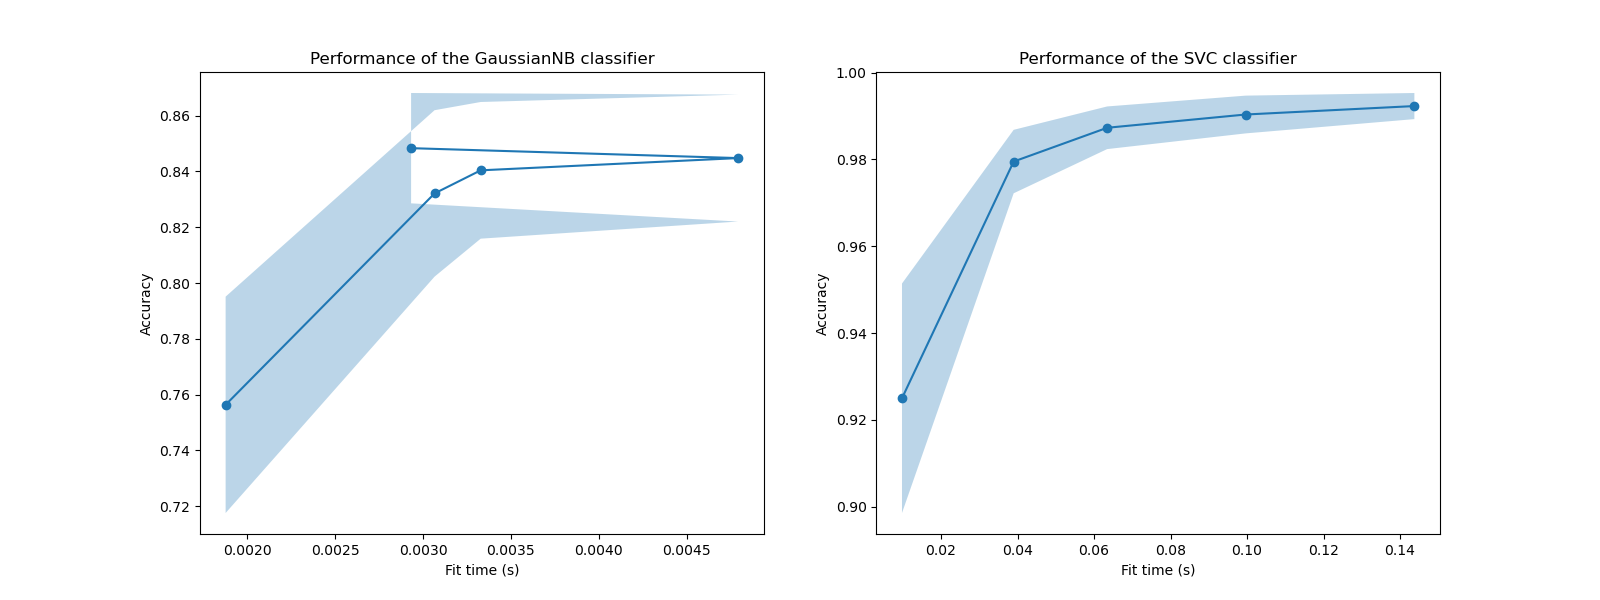 Performance of the GaussianNB classifier
0.86
0.84
0.82
0.80
0.78
0.76
0.74
0.72
Accuracy
0.0020 0.0025 0.0030 0.0035 0.0040 0.0045
Fit time (s)
Performance of the SVC classifier
1.00
0.98
0.96
0.94
0.92
0.90
Accuracy
0.02 0.04 0.06 0.08 0.10 0.12 0.14
Fit time (s)